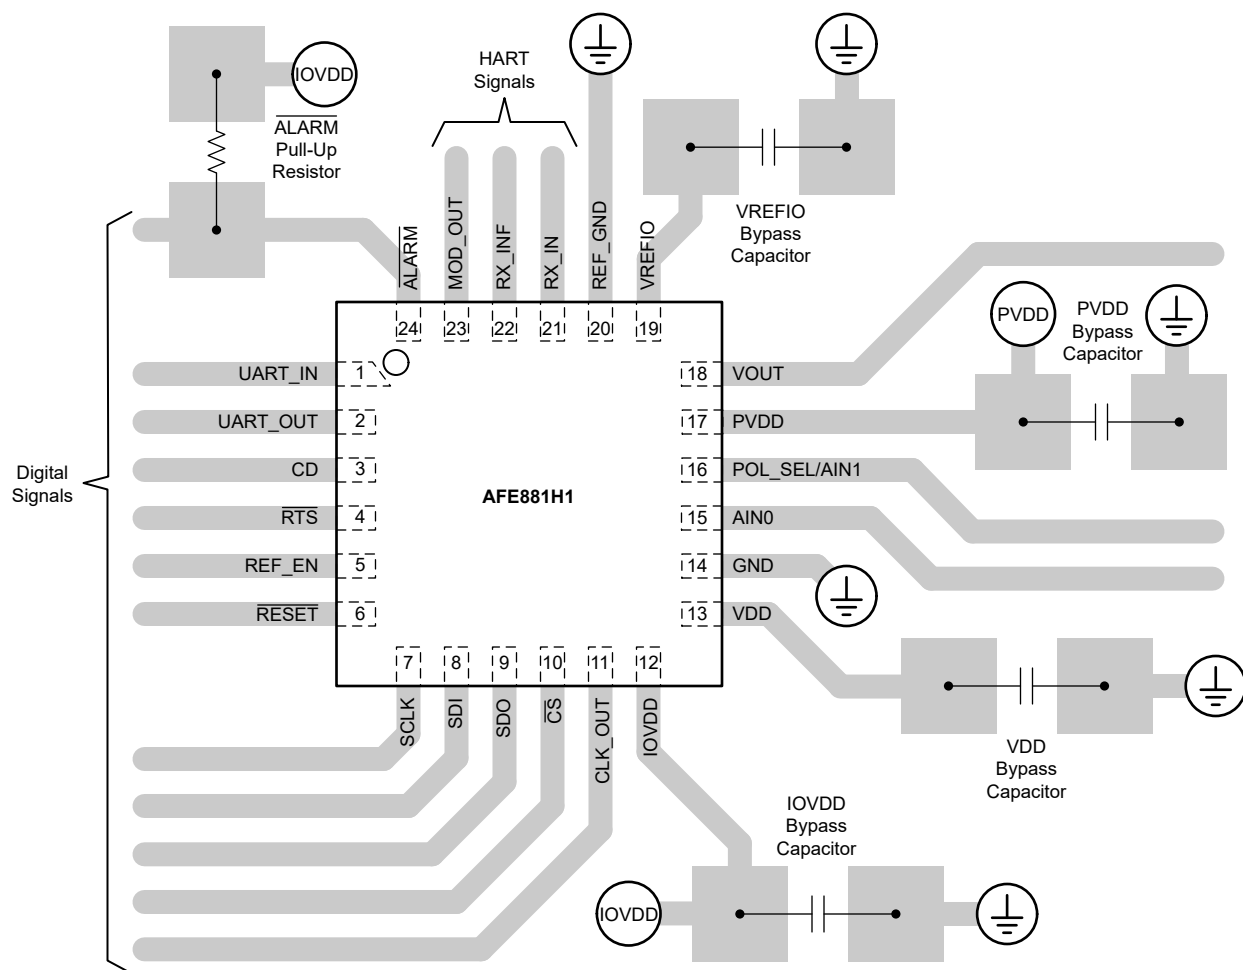 HART
Signals
IOVDD
ALARM
Pull-Up
Resistor
VREFIO
Bypass
Capacitor
ALARM
MOD_OUT
RX_INF
RX_IN
REF_GND
VREFIO
24
23
22
21
20
19
PVDD
PVDD
Bypass
Capacitor
UART_IN
1
18
VOUT
UART_OUT
2
17
PVDD
CD
3
16
POL_SEL/AIN1
Digital
Signals
AFE881H1
RTS
4
15
AIN0
REF_EN
5
14
GND
RESET
6
13
VDD
7
8
9
10
11
12
SCLK
SDI
SDO
CS
CLK_OUT
IOVDD
VDD
Bypass
Capacitor
IOVDD
Bypass
Capacitor
IOVDD